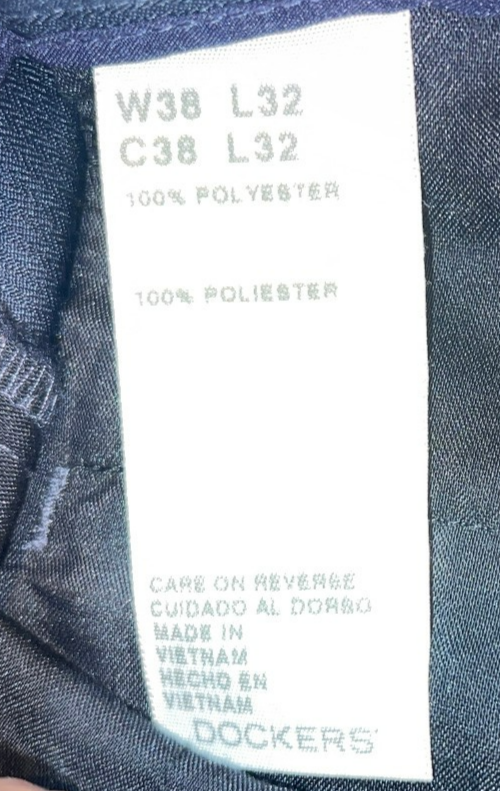 W38 L32
C38 L32
100% POLYESTER
100% POLIESTER
CARE ON REVERSE
CUIDADO AL DORSO
MADE IN
VIETNAM
HECHO EN
VIETNAM
DOCKERS